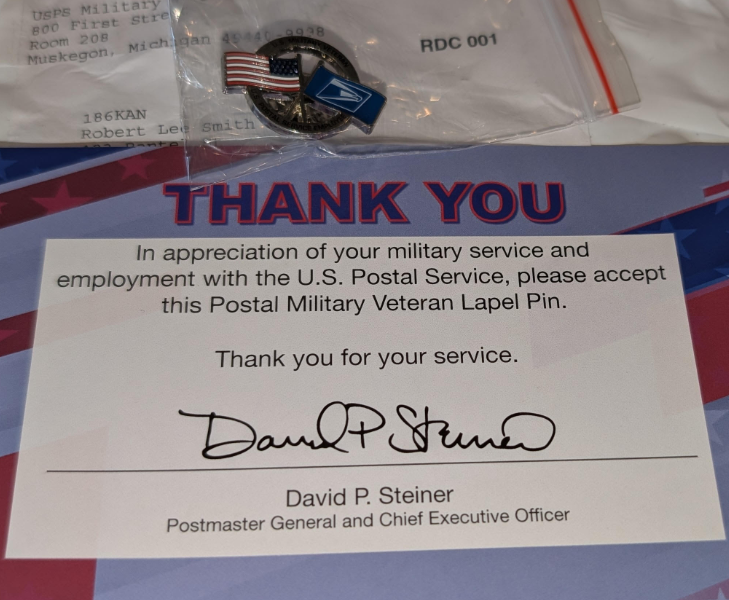 USPS Military
800 First Stre
Room 208
Muskegon, Michigan
RDC 001
186KAN
Robert Lee Smith
THANK YOU
In appreciation of your military service and
employment with the U.S. Postal Service, please accept
this Postal Military Veteran Lapel Pin.
Thank you for your service.
David P Steiner
David P. Steiner
Postmaster General and Chief Executive Officer